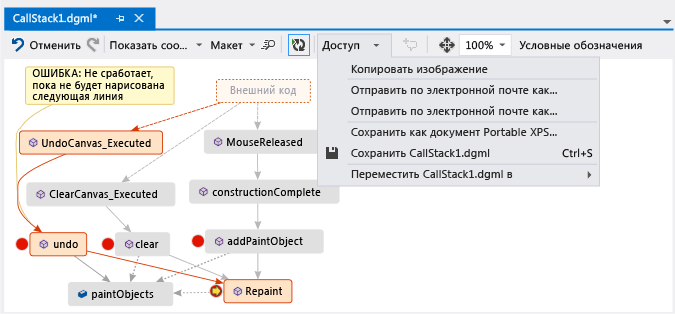 CallStack1.dgml*
Отменить Показать соо... Макет Доступ 100% Условные обозначения
Копировать изображение
Отправить по электронной почте как...
Отправить по электронной почте как...
Сохранить как документ Portable XPS...
Сохранить CallStack1.dgml Ctrl+S
Переместить CallStack1.dgml в
ОШИБКА: Не сработает,
пока не будет нарисована
следующая линия
Внешний код
UndoCanvas_Executed
MouseReleased
ClearCanvas_Executed
constructionComplete
undo
clear
addPaintObject
paintObjects
Repaint